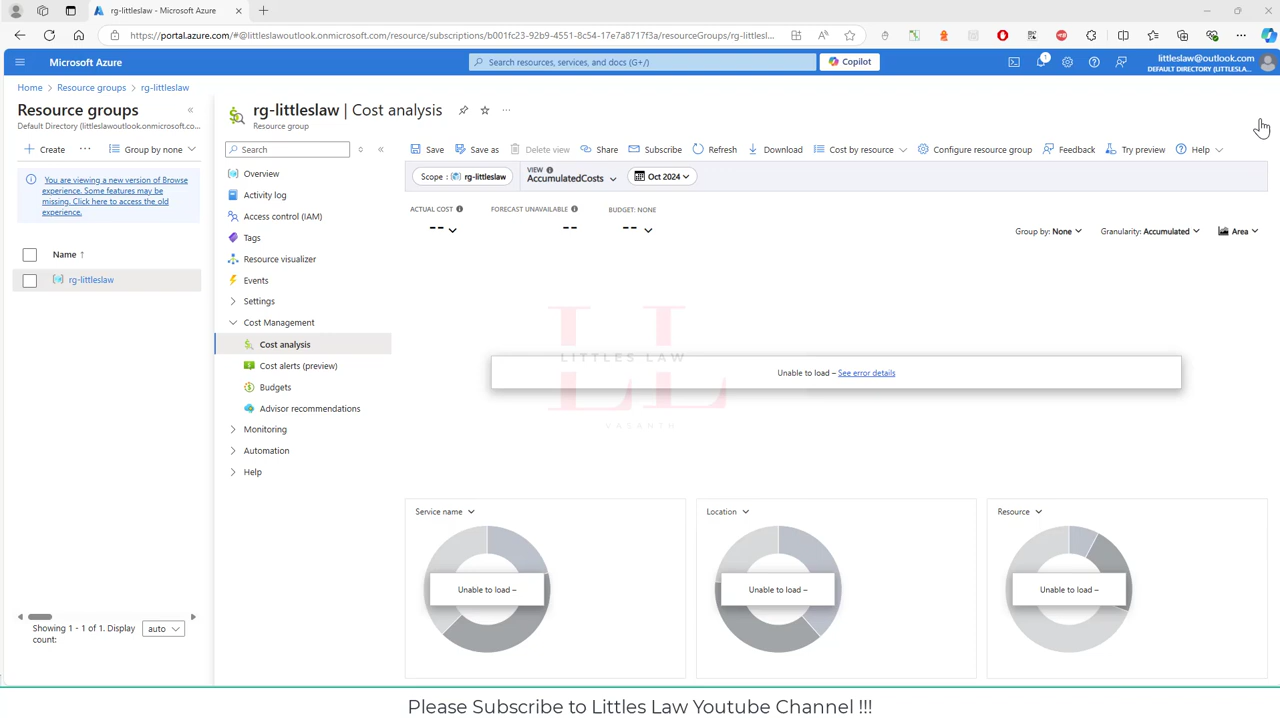 rg-littleslaw - Microsoft Azure
https://portal.azure.com/#@littleslawoutlook.onmicrosoft.com/resource/subscriptions/b001fc23-92b9-4551-8c54-17e7a8717f3a/resourceGroups/rg-littlesl...
Microsoft Azure
Search resources, services, and docs (G+/)
Copilot
1
littleslaw@outlook.com
DEFAULT DIRECTORY (LITTLESLA...
Home > Resource groups > rg-littleslaw
Resource groups
Default Directory (littleslawoutlook.onmicrosoft.co...
Create
Group by none
You are viewing a new version of Browse
experience. Some features may be
missing. Click here to access the old
experience.
Name ↑
rg-littleslaw
Showing 1 - 1 of 1. Display
count:
auto
rg-littleslaw | Cost analysis
Resource group
Search
Overview
Activity log
Access control (IAM)
Tags
Resource visualizer
Events
Settings
Cost Management
Cost analysis
Cost alerts (preview)
Budgets
Advisor recommendations
Monitoring
Automation
Help
Save
Save as
Delete view
Share
Subscribe
Refresh
Download
Cost by resource
Configure resource group
Feedback
Try preview
Help
Scope : rg-littleslaw
VIEW
AccumulatedCosts
Oct 2024
ACTUAL COST
--
FORECAST UNAVAILABLE
--
BUDGET: NONE
--
Group by: None
Granularity: Accumulated
Area
LL
LITTLES LAW
VASANTH
Unable to load – See error details
Service name
Unable to load –
Location
Unable to load –
Resource
Unable to load –
Please Subscribe to Littles Law Youtube Channel !!!